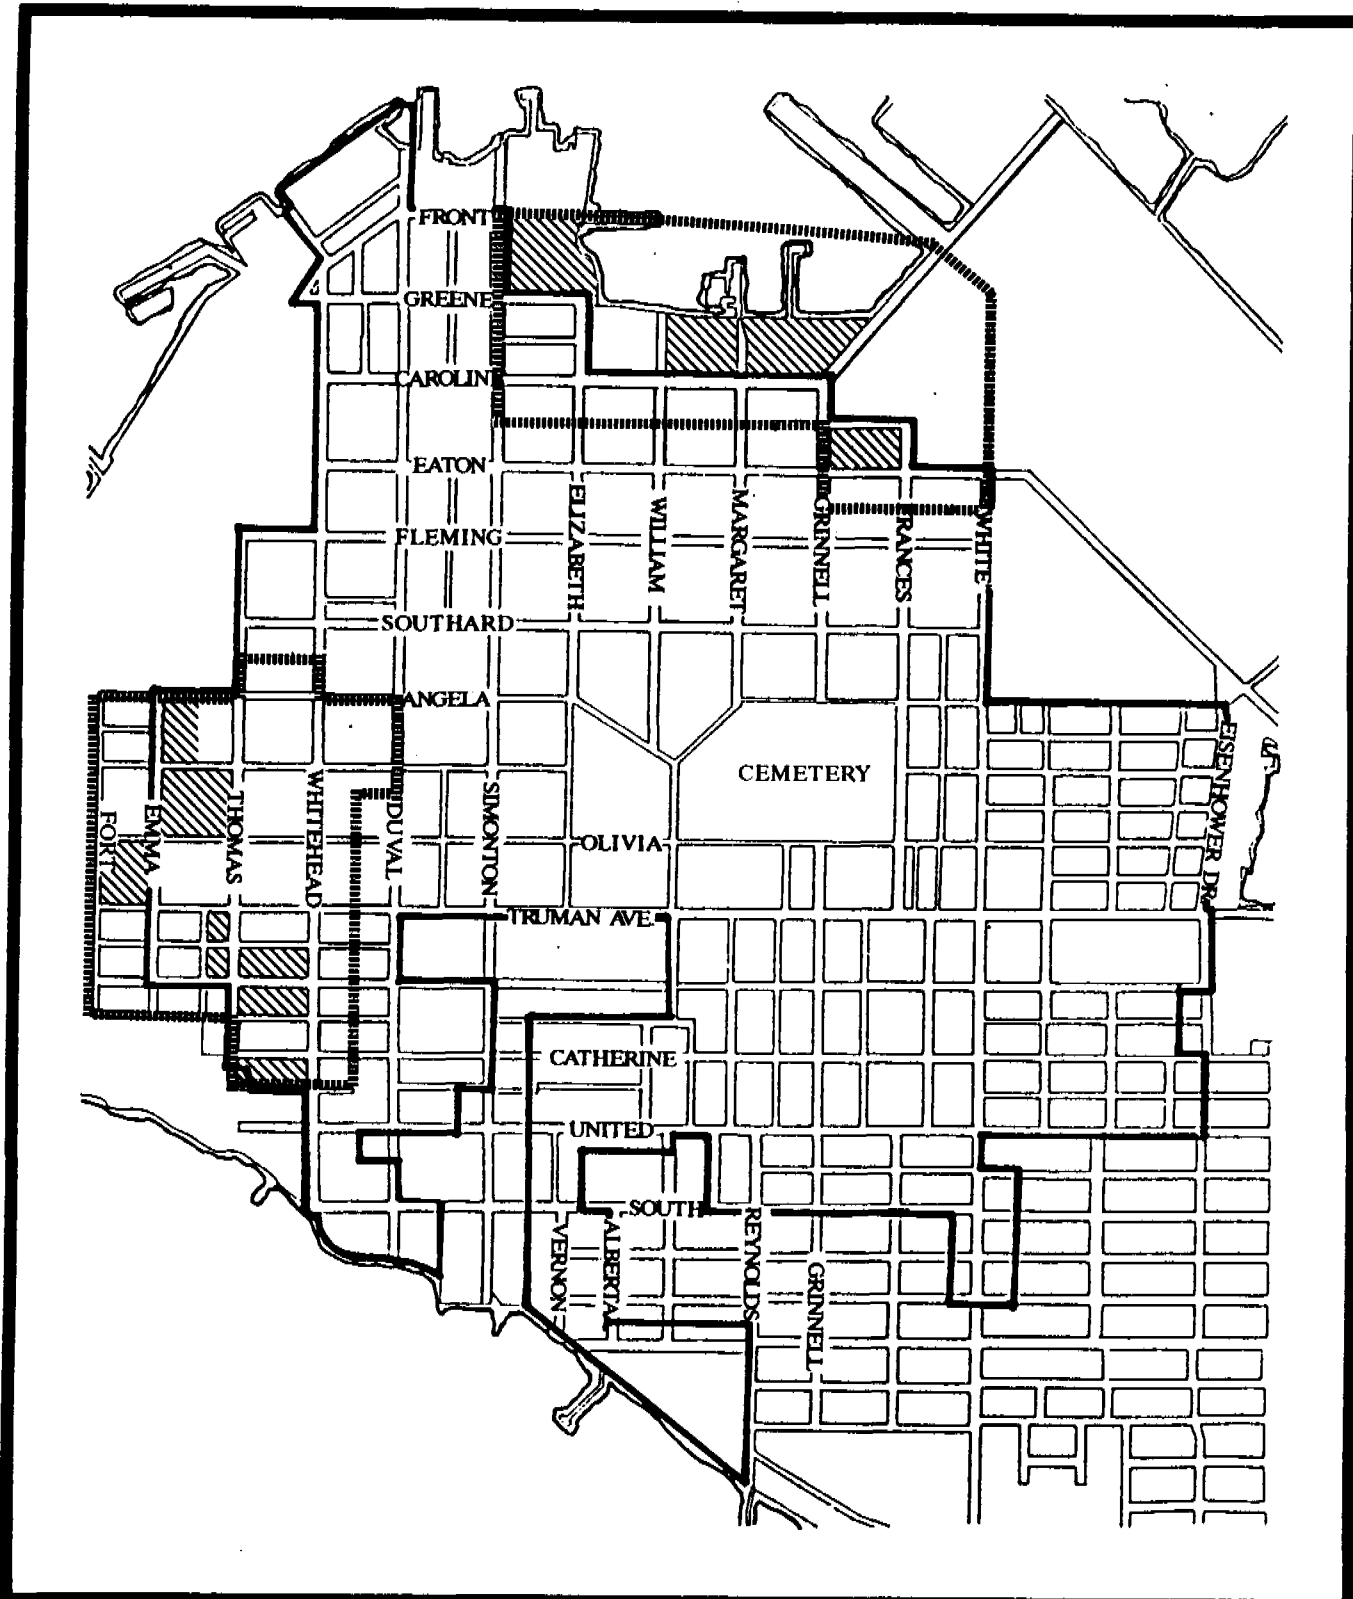 FRONT
GREENE
CAROLINE
EATON
ELIZABETH
WILLIAM
MARGARET
GRINNELL
FRANCES
WHITE
FLEMING
SOUTHARD
ANGELA
EISENHOWER DR.
CEMETERY
FORT
EMMA
THOMAS
WHITEHEAD
DUVAL
SIMONTON
OLIVIA
TRUMAN AVE.
CATHERINE
UNITED
SOUTH
VERNON
ALBERTA
REYNOLDS
GRINNELL